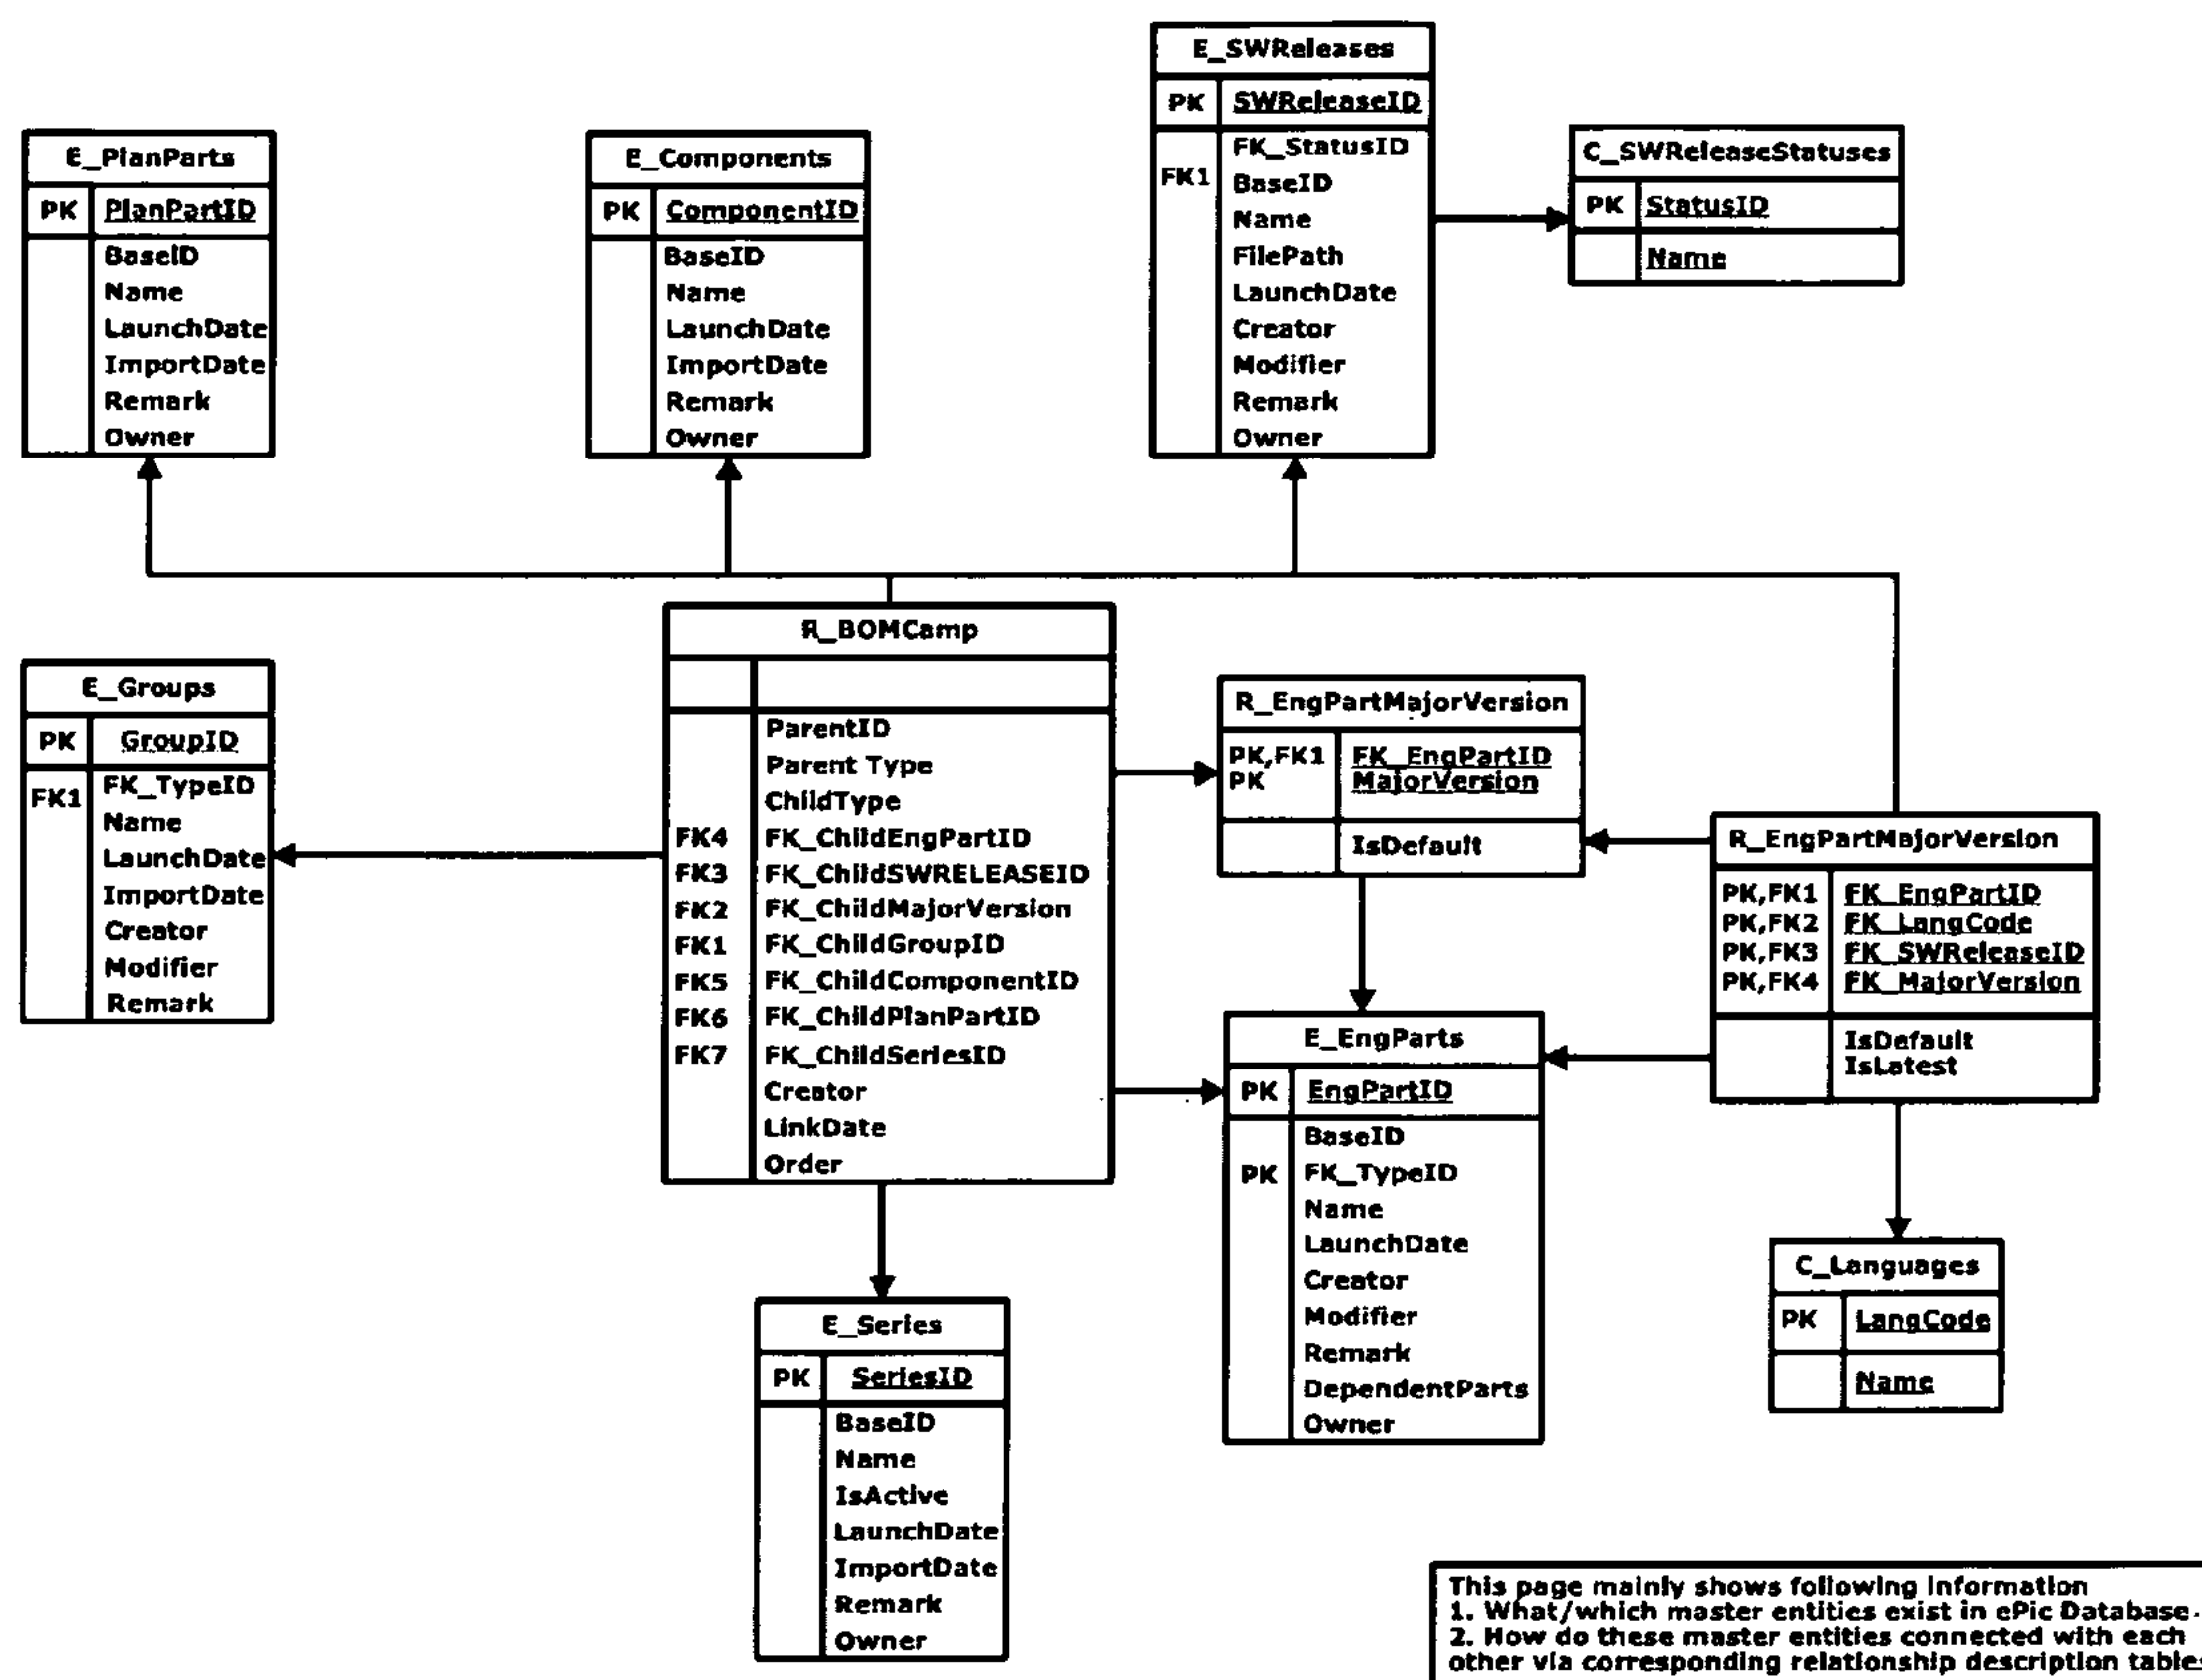 E_SWReleases
PK SWReleaseID
FK_StatusID
FK1 BaseID
Name
FilePath
LaunchDate
Creator
Modifier
Remark
Owner
C_SWReleaseStatuses
PK StatusID
Name
E_PlanParts
PK PlanPartID
BaseID
Name
LaunchDate
ImportDate
Remark
Owner
E_Components
PK ComponentID
BaseID
Name
LaunchDate
ImportDate
Remark
Owner
R_BOMCamp
ParentID
Parent Type
ChildType
FK4 FK_ChildEngPartID
FK3 FK_ChildSWRELEASEID
FK2 FK_ChildMajorVersion
FK1 FK_ChildGroupID
FK5 FK_ChildComponentID
FK6 FK_ChildPlanPartID
FK7 FK_ChildSeriesID
Creator
LinkDate
Order
E_Groups
PK GroupID
FK1 FK_TypeID
Name
LaunchDate
ImportDate
Creator
Modifier
Remark
R_EngPartMajorVersion
PK,FK1 FK_EngPartID
PK MajorVersion
IsDefault
R_EngPartMajorVersion
PK,FK1 FK_EngPartID
PK,FK2 FK_LangCode
PK,FK3 FK_SWReleaseID
PK,FK4 FK_MajorVersion
IsDefault
IsLatest
E_EngParts
PK EngPartID
BaseID
PK FK_TypeID
Name
LaunchDate
Creator
Modifier
Remark
DependentParts
Owner
C_Languages
PK LangCode
Name
E_Series
PK SeriesID
BaseID
Name
IsActive
LaunchDate
ImportDate
Remark
Owner
This page mainly shows following information
1. What/which master entities exist in ePic Database.
2. How do these master entities connected with each
other via corresponding relationship description table